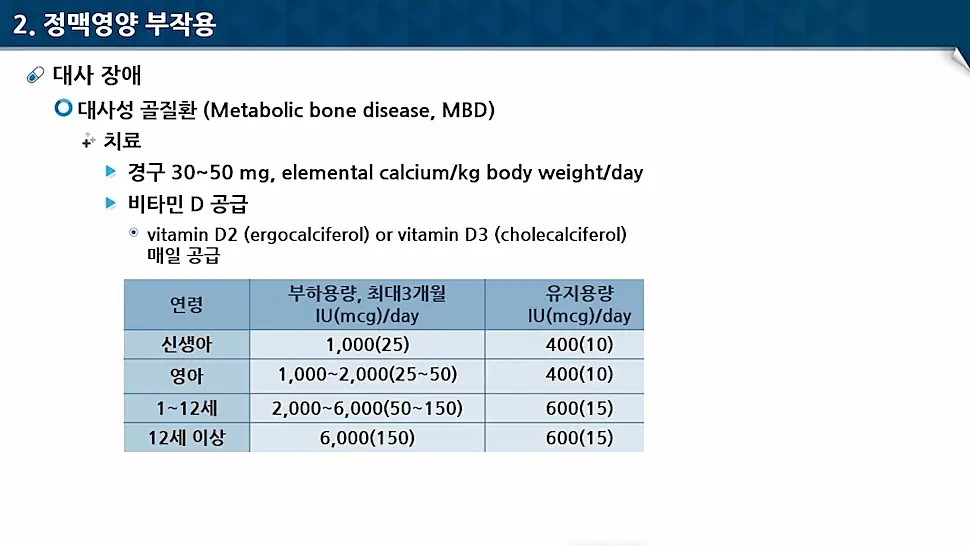 2. 정맥영양 부작용
대사 장애
대사성 골질환 (Metabolic bone disease, MBD)
치료
경구 30~50 mg, elemental calcium/kg body weight/day
비타민 D 공급
vitamin D2 (ergocalciferol) or vitamin D3 (cholecalciferol)
매일 공급
연령 부하용량, 최대3개월 IU(mcg)/day 유지용량 IU(mcg)/day
신생아 1,000(25) 400(10)
영아 1,000~2,000(25~50) 400(10)
1~12세 2,000~6,000(50~150) 600(15)
12세 이상 6,000(150) 600(15)